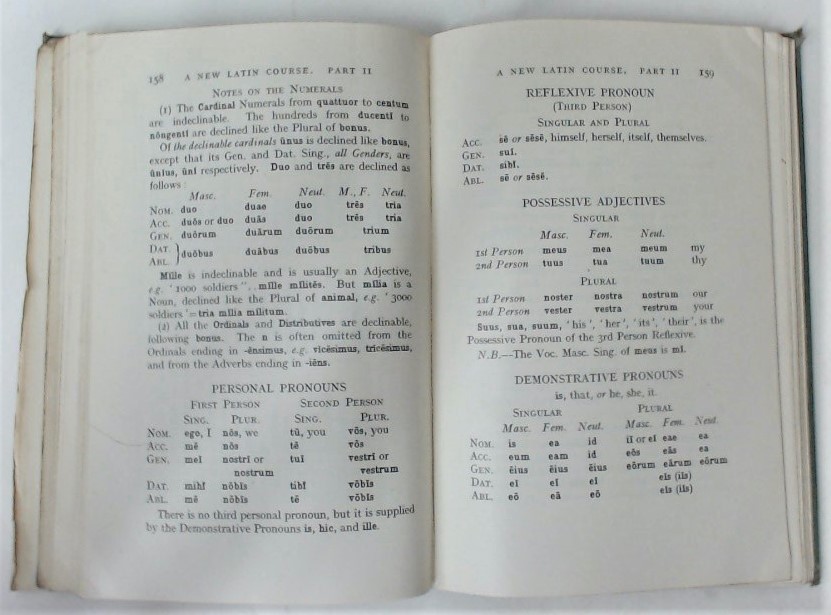 158 A NEW LATIN COURSE. PART II
NOTES ON THE NUMERALS
(1) The Cardinal Numerals from quattuor to centum
are indeclinable. The hundreds from ducentī to
nōngentī are declined like the Plural of bonus.
Of the declinable cardinals ūnus is declined like bonus,
except that its Gen. and Dat. Sing., all Genders, are
ūnius, ūnī respectively. Duo and trēs are declined as
follows:
Masc. Fem. Neut. M., F. Neut.
NOM. duo duae duo trēs tria
ACC. duōs or duo duās duo trēs tria
GEN. duōrum duārum duōrum trium
DAT. } duōbus duābus duōbus tribus
ABL.
Mīlle is indeclinable and is usually an Adjective,
e.g. ' 1000 soldiers ''.. mīlle mīlitēs. But mīlia is a
Noun, declined like the Plural of animal, e.g. ' 3000
soldiers '= tria mīlia mīlitum.
(2) All the Ordinals and Distributives are declinable,
following bonus. The n is often omitted from the
Ordinals ending in -ēnsimus, e.g. vīcēsimus, trīcēsimus,
and from the Adverbs ending in -iēns.
PERSONAL PRONOUNS
FIRST PERSON SECOND PERSON
SING. PLUR. SING. PLUR.
NOM. ego, I nōs, we tū, you vōs, you
ACC. mē nōs tē vōs
GEN. meī nostrī or tuī vestrī or
nostrum vestrum
DAT. mihī nōbīs tibī vōbīs
ABL. mē nōbīs tē vōbīs
There is no third personal pronoun, but it is supplied
by the Demonstrative Pronouns is, hic, and ille.
A NEW LATIN COURSE. PART II 159
REFLEXIVE PRONOUN
(THIRD PERSON)
SINGULAR AND PLURAL
ACC. sē or sēsē, himself, herself, itself, themselves.
GEN. suī.
DAT. sibī.
ABL. sē or sēsē.
POSSESSIVE ADJECTIVES
SINGULAR
Masc. Fem. Neut.
1st Person meus mea meum my
2nd Person tuus tua tuum thy
PLURAL
1st Person noster nostra nostrum our
2nd Person vester vestra vestrum your
Suus, sua, suum, ' his ', ' her ', ' its ', ' their ', is the
Possessive Pronoun of the 3rd Person Reflexive.
N.B.—The Voc. Masc. Sing. of meus is mī.
DEMONSTRATIVE PRONOUNS
is, that, or he, she, it.
SINGULAR PLURAL
Masc. Fem. Neut. Masc. Fem. Neut.
NOM. is ea id iī or eī eae ea
ACC. eum eam id eōs eās ea
GEN. ēius ēius ēius eōrum eārum eōrum
DAT. eī eī eī eīs (iīs)
ABL. eō eā eō eīs (iīs)